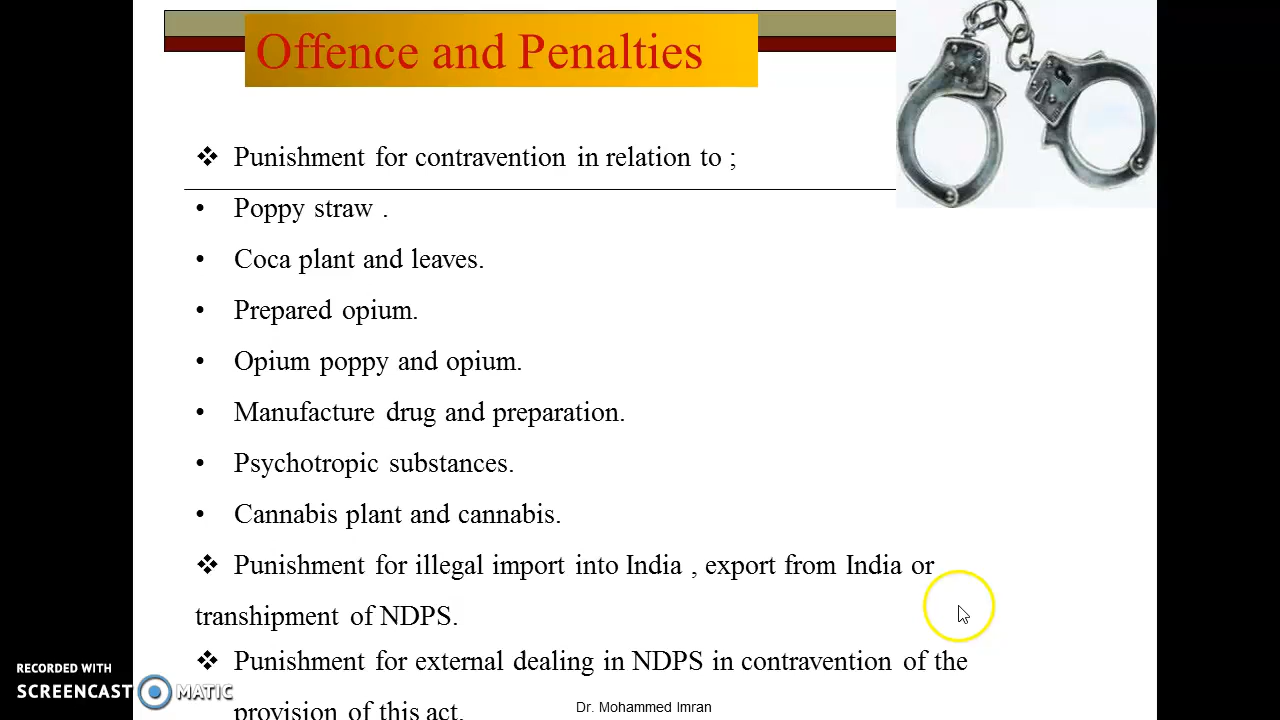 Offence and Penalties
❖ Punishment for contravention in relation to ;
• Poppy straw .
• Coca plant and leaves.
• Prepared opium.
• Opium poppy and opium.
• Manufacture drug and preparation.
• Psychotropic substances.
• Cannabis plant and cannabis.
❖ Punishment for illegal import into India , export from India or
transhipment of NDPS.
❖ Punishment for external dealing in NDPS in contravention of the
provision of this act.
Dr. Mohammed Imran
RECORDED WITH
SCREENCAST MATIC